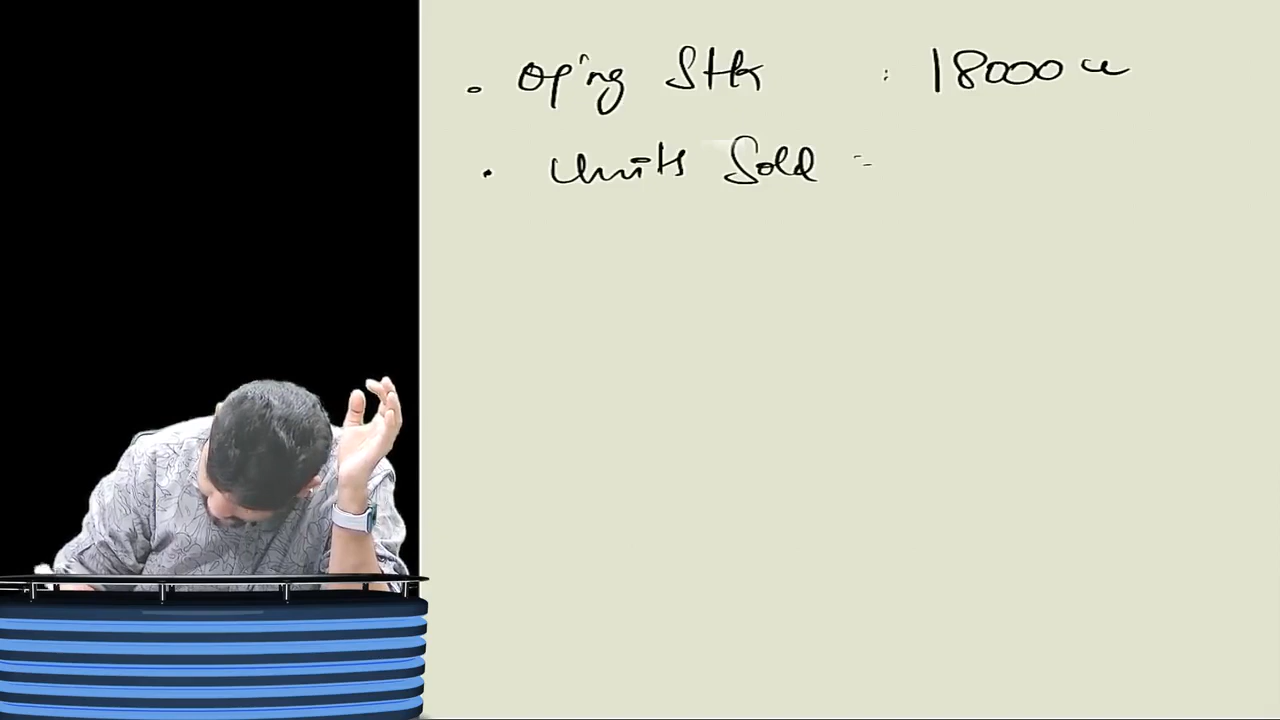 . Op'ng Stk : 18000 u
. Units Sold =